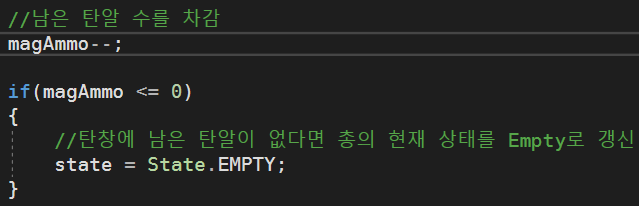 //남은 탄알 수를 차감
magAmmo--;
if(magAmmo <= 0)
{
//탄창에 남은 탄알이 없다면 총의 현재 상태를 Empty로 갱신
state = State.EMPTY;
}